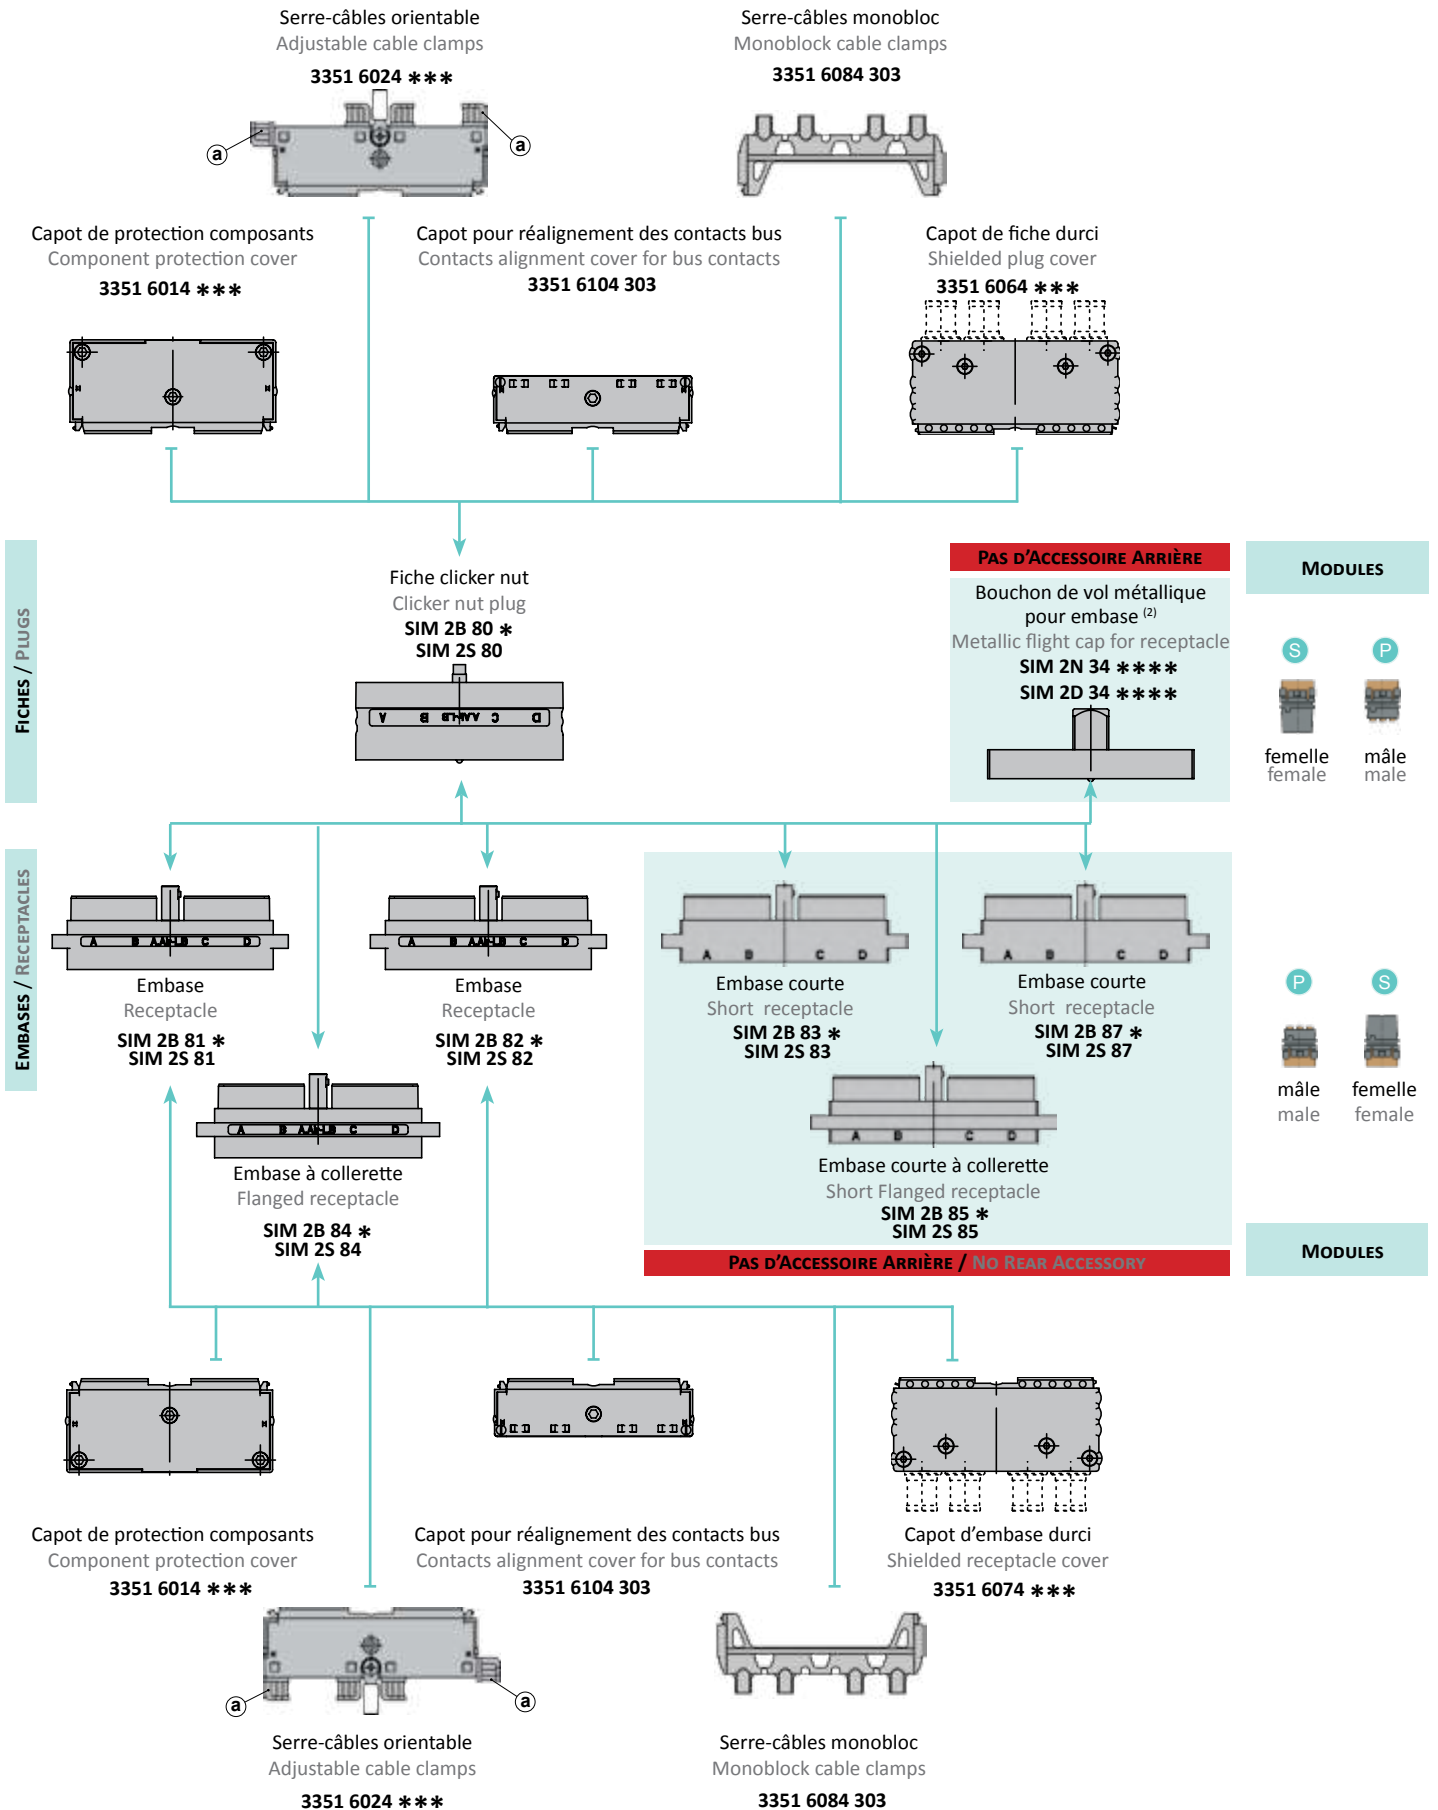 Serre-câbles orientable
Adjustable cable clamps
3351 6024 ∗∗∗
Serre-câbles monobloc
Monoblock cable clamps
3351 6084 303
a
a
Capot de protection composants
Component protection cover
3351 6014 ∗∗∗
Capot pour réalignement des contacts bus
Contacts alignment cover for bus contacts
3351 6104 303
Capot de fiche durci
Shielded plug cover
3351 6064 ∗∗∗
FICHES / PLUGS
Fiche clicker nut
Clicker nut plug
SIM 2B 80 ∗
SIM 2S 80
A B C D
PAS D'ACCESSOIRE ARRIÈRE
Bouchon de vol métallique
pour embase (2)
Metallic flight cap for receptacle
SIM 2N 34 ∗∗∗∗
SIM 2D 34 ∗∗∗∗
MODULES
S P
femelle mâle
female male
EMBASES / RECEPTACLES
A B C D
Embase
Receptacle
SIM 2B 81 ∗
SIM 2S 81
A B C D
Embase
Receptacle
SIM 2B 82 ∗
SIM 2S 82
A B C D
Embase à collerette
Flanged receptacle
SIM 2B 84 ∗
SIM 2S 84
A B C D
Embase courte
Short receptacle
SIM 2B 83 ∗
SIM 2S 83
A B C D
Embase courte
Short receptacle
SIM 2B 87 ∗
SIM 2S 87
A B C D
Embase courte à collerette
Short Flanged receptacle
SIM 2B 85 ∗
SIM 2S 85
PAS D'ACCESSOIRE ARRIÈRE / NO REAR ACCESSORY
P S
mâle femelle
male female
MODULES
Capot de protection composants
Component protection cover
3351 6014 ∗∗∗
Capot pour réalignement des contacts bus
Contacts alignment cover for bus contacts
3351 6104 303
Capot d'embase durci
Shielded receptacle cover
3351 6074 ∗∗∗
a
a
Serre-câbles orientable
Adjustable cable clamps
3351 6024 ∗∗∗
Serre-câbles monobloc
Monoblock cable clamps
3351 6084 303